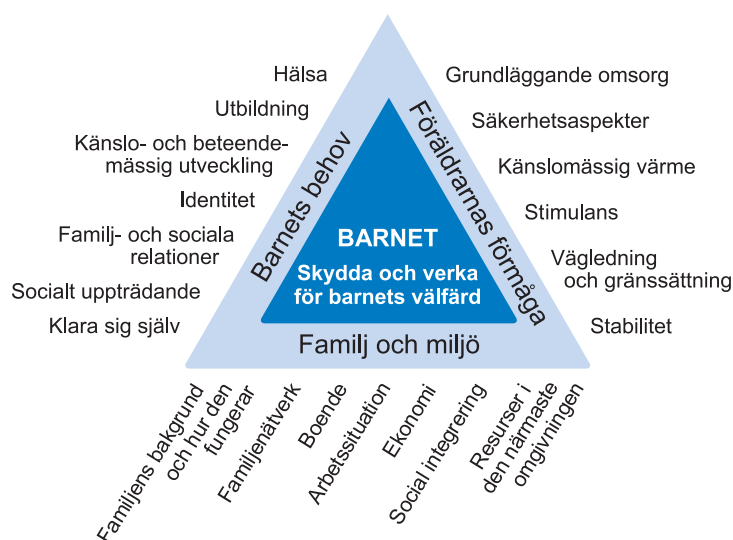 Hälsa
Utbildning
Känslo- och beteende-
mässig utveckling
Identitet
Familj- och sociala
relationer
Socialt uppträdande
Klara sig själv
Barnets behov
BARNET
Skydda och verka
för barnets välfärd
Föräldrarnas förmåga
Grundläggande omsorg
Säkerhetsaspekter
Känslomässig värme
Stimulans
Vägledning
och gränssättning
Stabilitet
Familj och miljö
Familjens bakgrund
och hur den
fungerar
Familjenätverk
Boende
Arbetssituation
Ekonomi
Social integrering
Resurser i
den närmaste
omgivningen